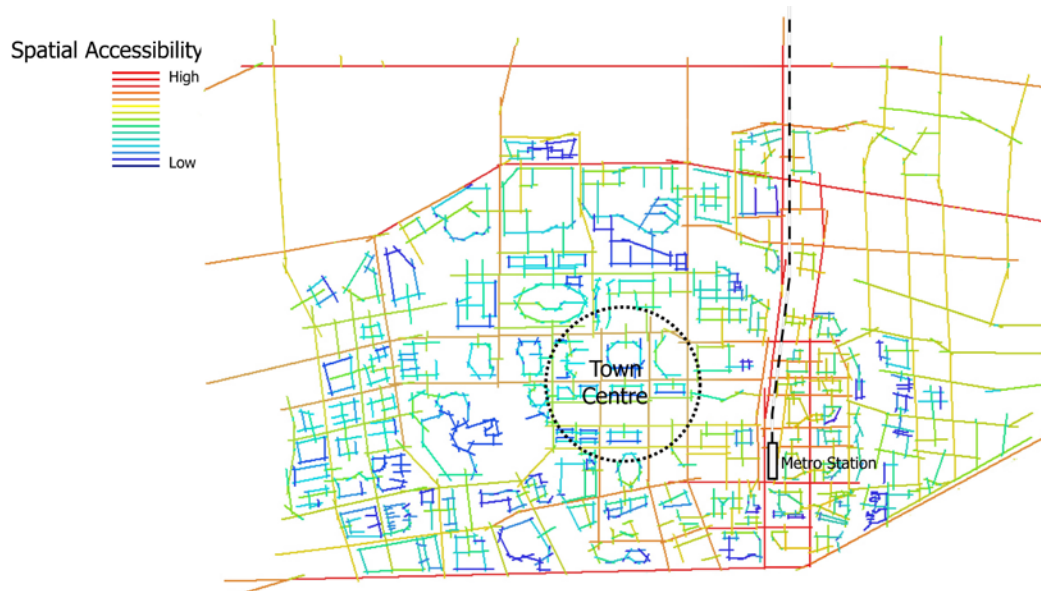 Spatial Accessibility
High
Low
Town
Centre
Metro Station